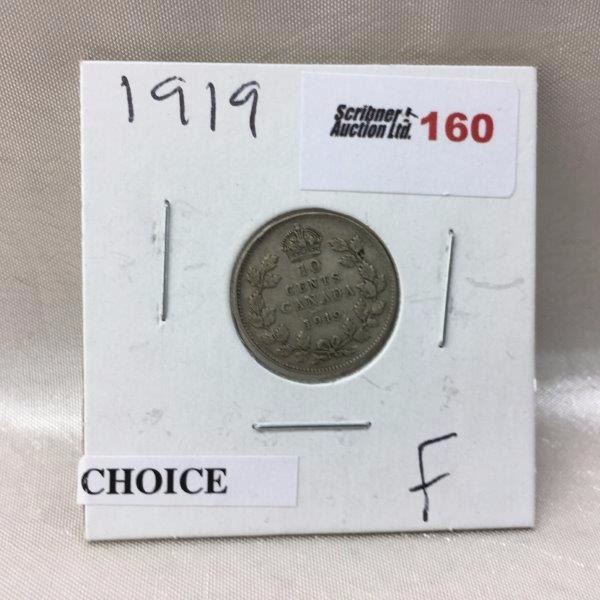 1919
Scribner
Auction Ltd. 160
10
CENTS
CANADA
1919
CHOICE
F